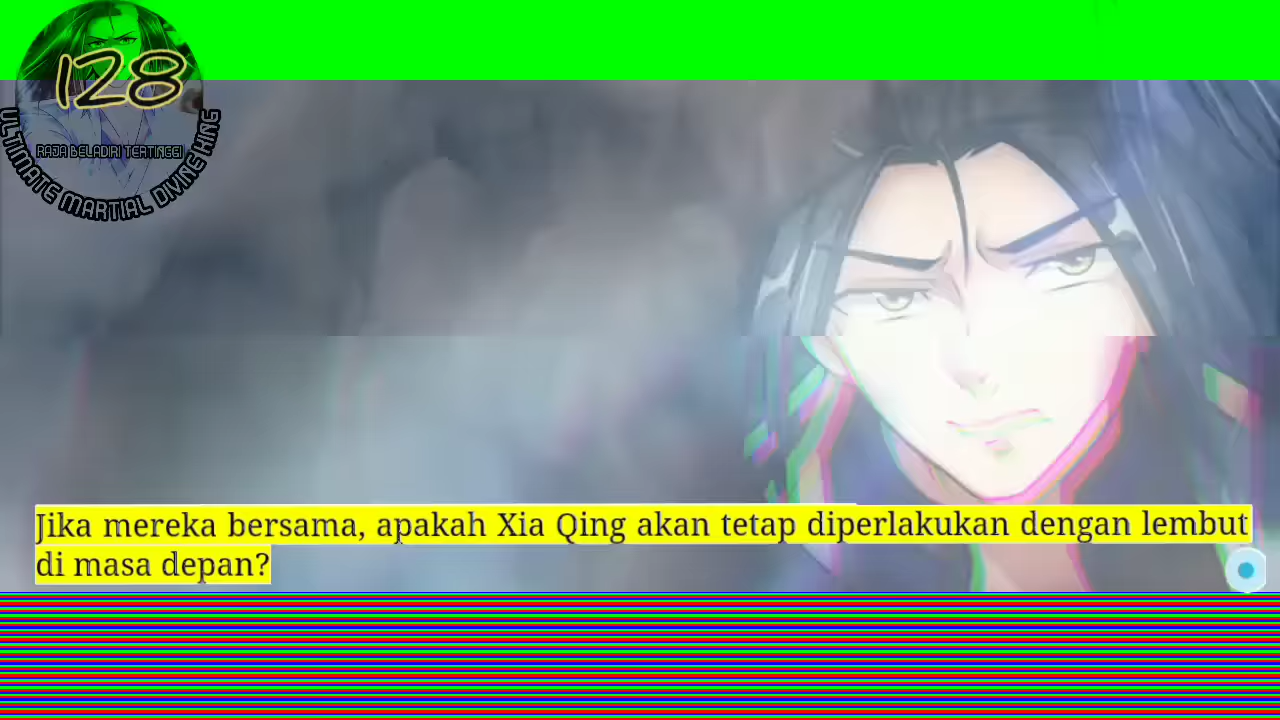 128
RAJA BELADIRI TERTINGGI
ULTIMATE MARTIAL DIVINE KING
Jika mereka bersama, apakah Xia Qing akan tetap diperlakukan dengan lembut
di masa depan?